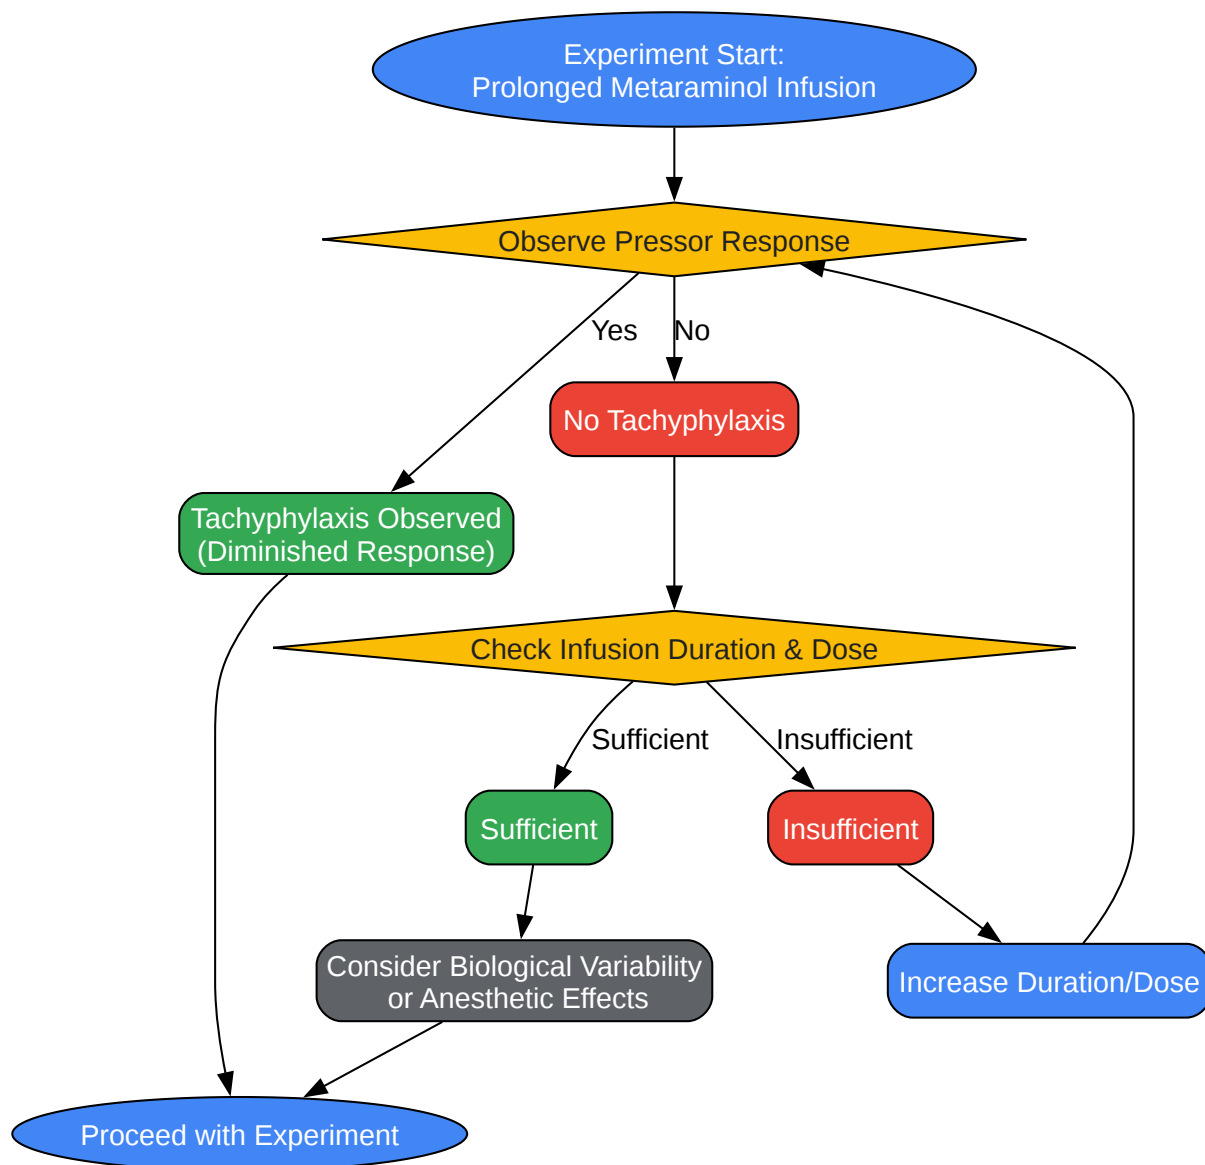 Experiment Start:
Prolonged Metaraminol Infusion
Observe Pressor Response
Yes
No
No Tachyphylaxis
Tachyphylaxis Observed
(Diminished Response)
Check Infusion Duration & Dose
Sufficient
Insufficient
Sufficient
Insufficient
Consider Biological Variability
or Anesthetic Effects
Increase Duration/Dose
Proceed with Experiment